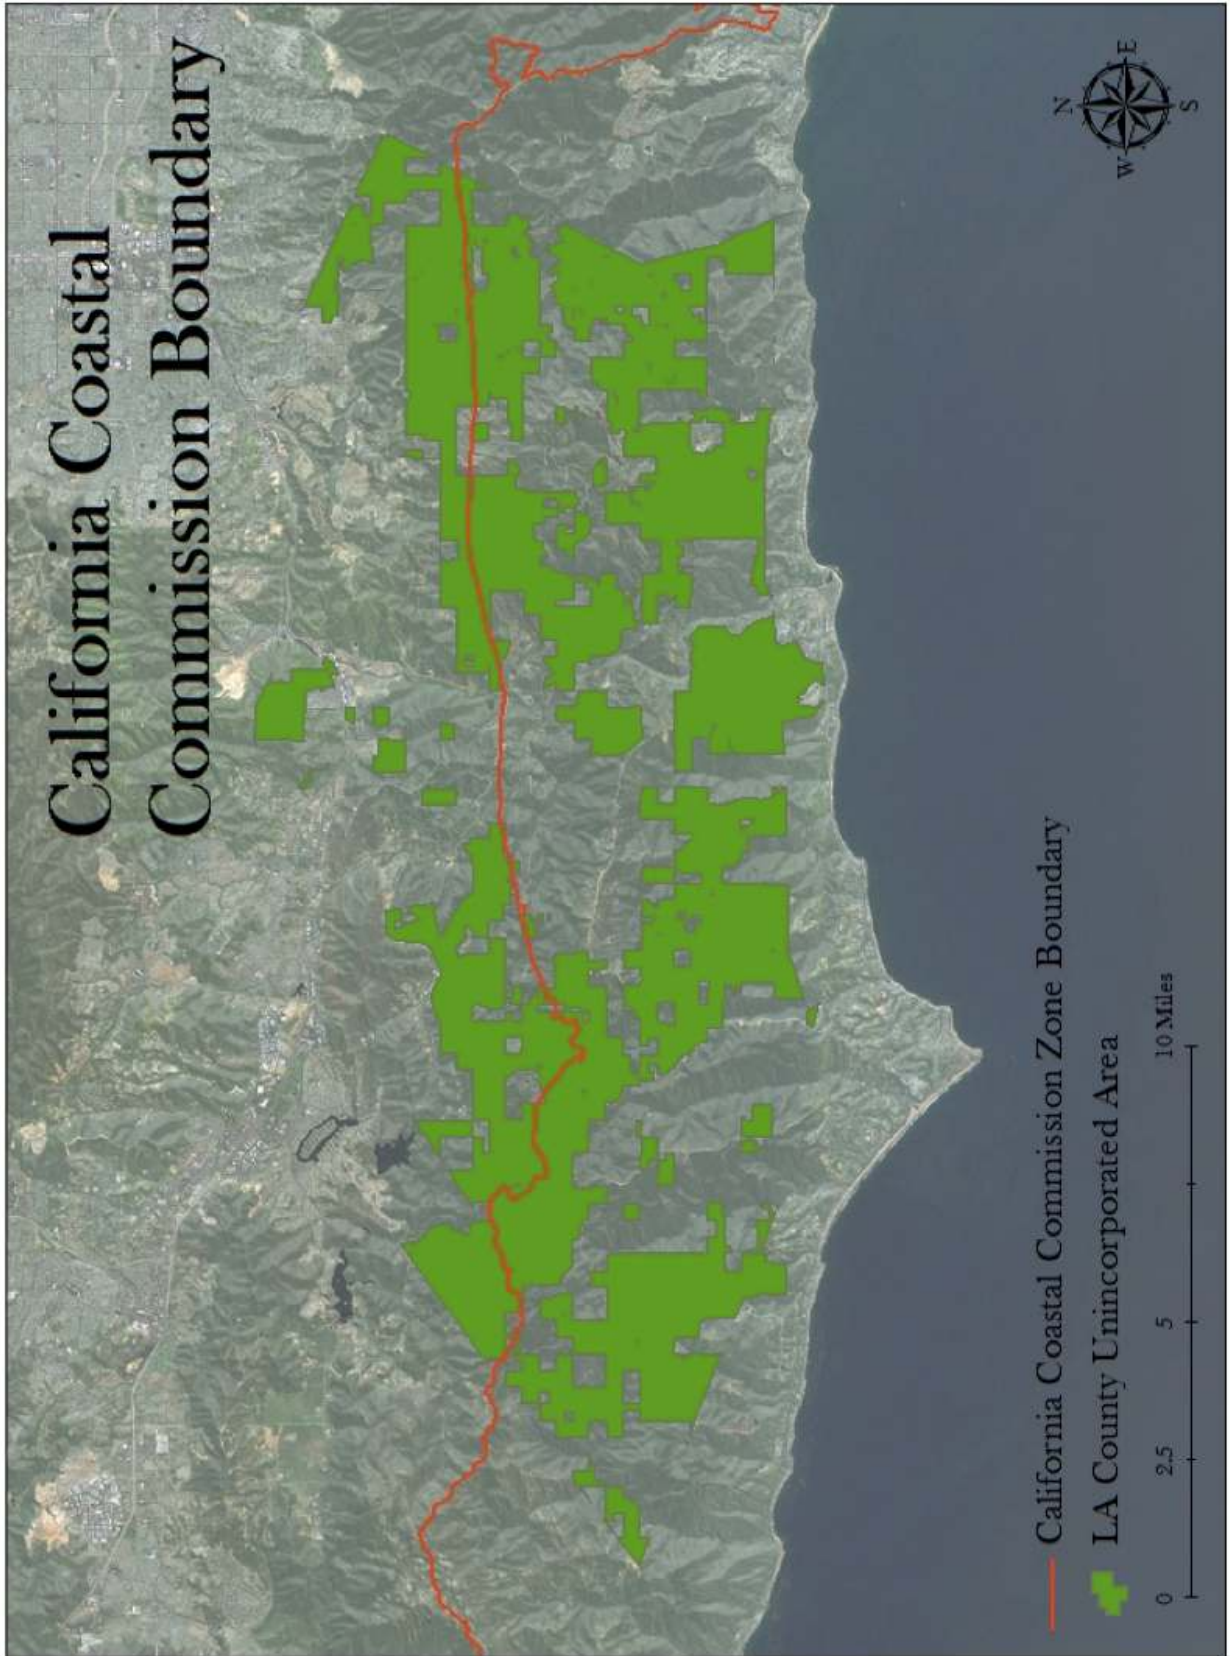 California Coastal
Commission Boundary
N
W
E
S
California Coastal Commission Zone Boundary
LA County Unincorporated Area
0 2.5 5 10 Miles